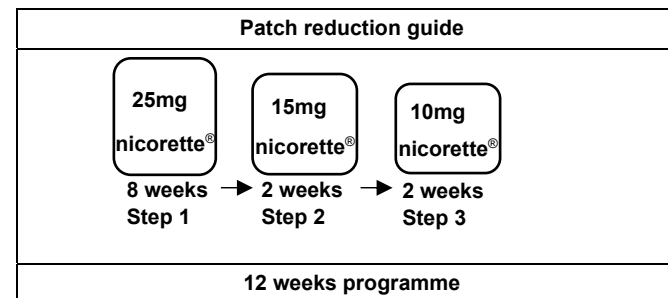 Patch reduction guide
25mg
nicorette®
15mg
nicorette®
10mg
nicorette®
8 weeks
Step 1
2 weeks
Step 2
2 weeks
Step 3
12 weeks programme